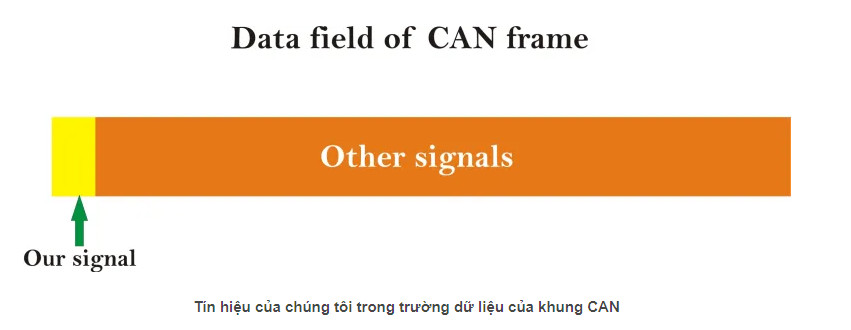 Data field of CAN frame
Other signals
Our signal
Tín hiệu của chúng tôi trong trường dữ liệu của khung CAN